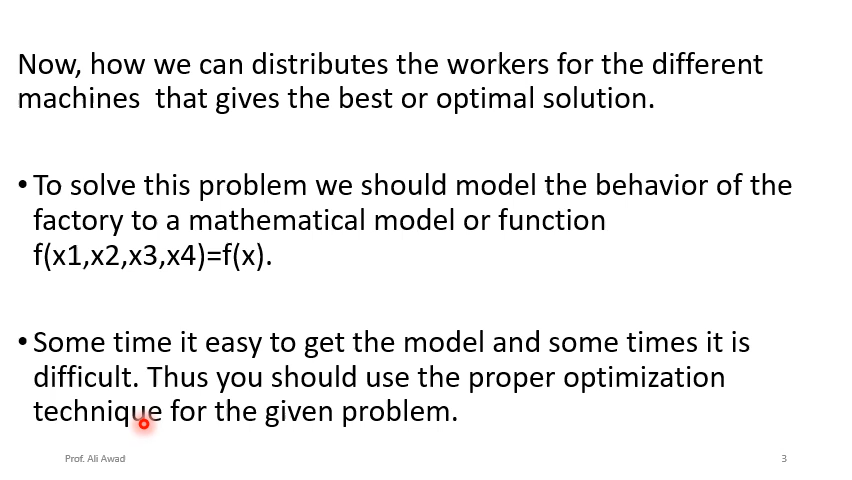 Now, how we can distributes the workers for the different
machines  that gives the best or optimal solution.
• To solve this problem we should model the behavior of the
factory to a mathematical model or function
f(x1,x2,x3,x4)=f(x).
• Some time it easy to get the model and some times it is
difficult. Thus you should use the proper optimization
technique for the given problem.
Prof. Ali Awad
3